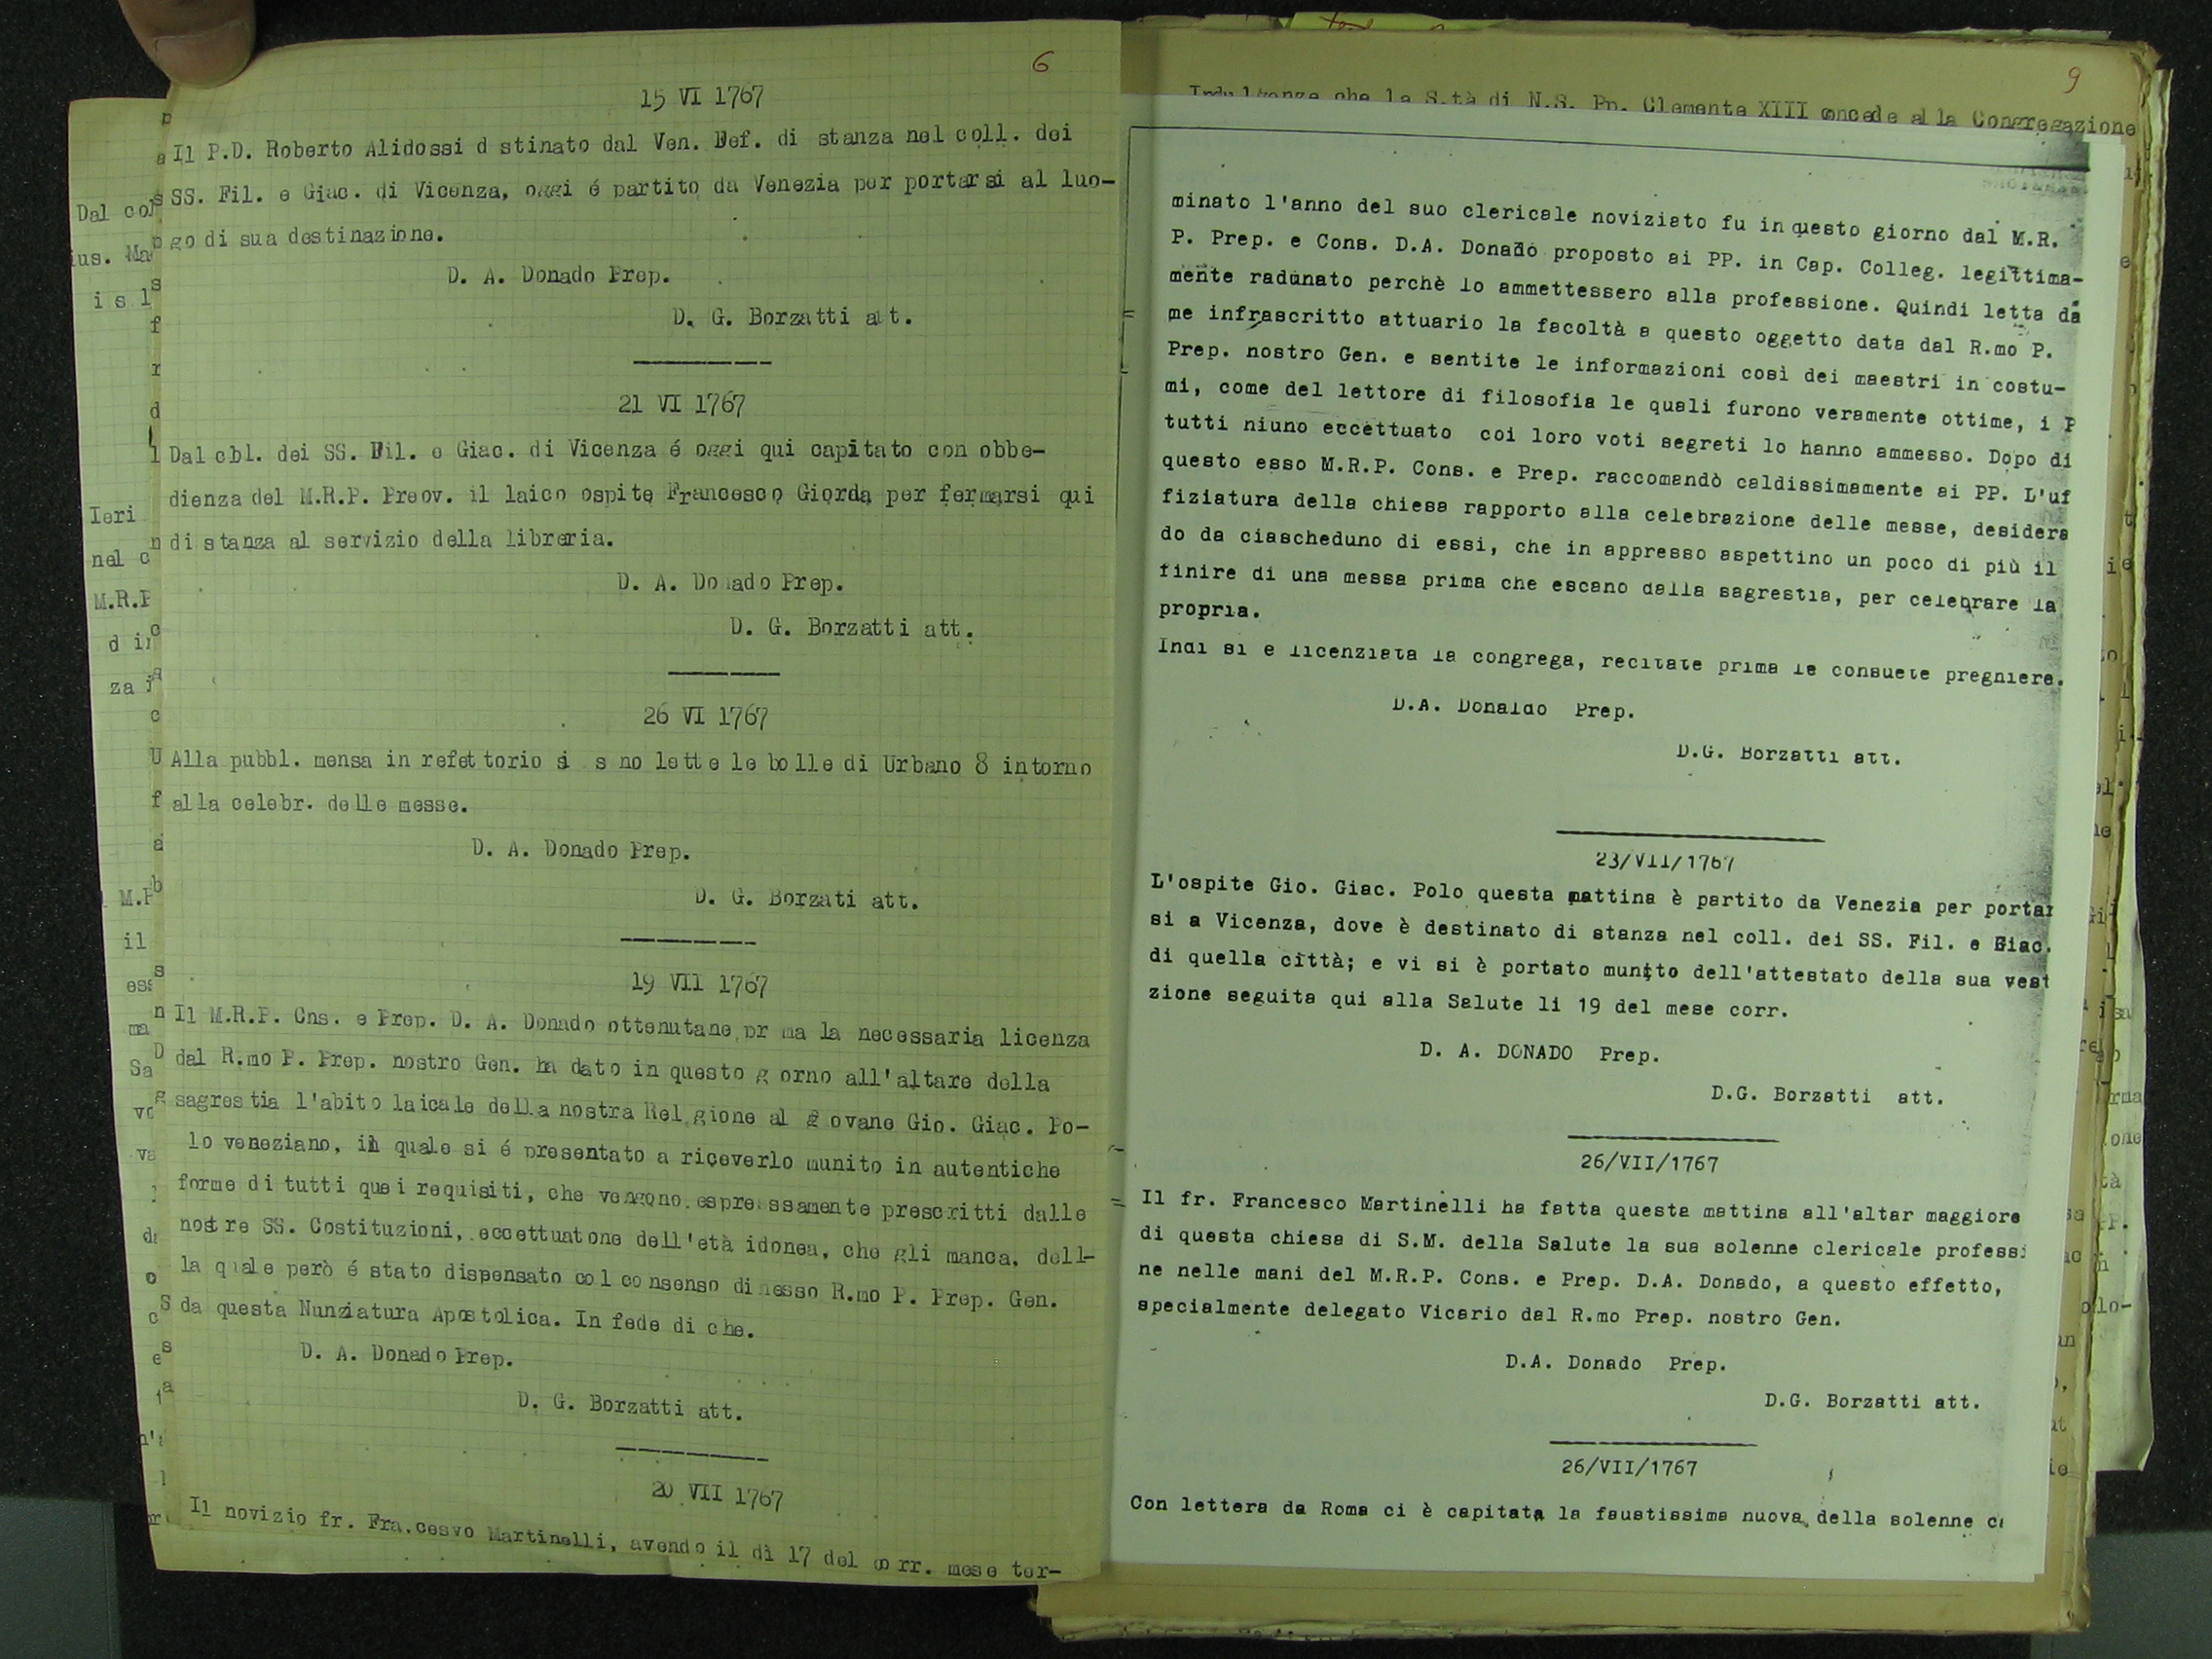 6
15 VI 1767
Il P.D. Roberto Alidossi d stinato dal Ven. Def. di stanza nel coll. dei
SS. Fil. e Giac. di Vicenza, oggi é partito da Venezia per portarsi al luo-
go di sua destinazione.
D. A. Donado Prep.
D. G. Borzatti att.
21 VI 1767
Dal cbl. dei SS. Fil. e Giac. di Vicenza é oggi qui capitato con obbe-
dienza del M.R.P. Preov. il laico ospite Francesco Giorda per fermarsi qui
di stanza al servizio della libreria.
D. A. Donado Prep.
D. G. Borzatti att.
26 VI 1767
Alla pubbl. mensa in refettorio si s no lette le bolle di Urbano 8 intorno
alla celebr. delle messe.
D. A. Donado Prep.
D. G. Borzati att.
19 VII 1767
Il M.R.P. Cns. e Prep. D. A. Donado ottenutane pr ma la necessaria licenza
dal R.mo P. Prep. nostro Gen. ha dato in questo g orno all'altare della
sagrestia l'abito laicale della nostra Rel gione al g ovane Gio. Giac. Po-
lo veneziano, il quale si é presentato a riceverlo munito in autentiche
forme di tutti quei requisiti, che vengono espressamente prescritti dalle
nostre SS. Costituzioni, eccettuatone dell'età idonea, che gli manca. dell-
la quale però é stato dispensato col consenso di esso R.mo P. Prep. Gen.
da questa Nunziatura Apostolica. In fede di che.
D. A. Donado Prep.
D. G. Borzatti att.
20 VII 1767
Il novizio fr. Fra.cesvo Martinelli, avendo il dì 17 del corr. mese ter-
9
Indulgenze che la S.tà di N.S. Pp. Clemente XIII concede alla Congregazione
minato l'anno del suo clericale noviziato fu in questo giorno dal M.R.
P. Prep. e Cons. D.A. Donado proposto ai PP. in Cap. Colleg. legittima-
mente radunato perchè lo ammettessero alla professione. Quindi letta da
me infrascritto attuario la facoltà a questo oggetto data dal R.mo P.
Prep. nostro Gen. e sentite le informazioni così dei maestri in costu-
mi, come del lettore di filosofia le quali furono veramente ottime, i P
tutti niuno eccettuato coi loro voti segreti lo hanno ammesso. Dopo di
questo esso M.R.P. Cons. e Prep. raccomandò caldissimamente ai PP. L'uf
fiziatura della chiesa rapporto alla celebrazione delle messe, desidera
do da ciascheduno di essi, che in appresso aspettino un poco di più il
finire di una messa prima che escano dalla sagrestia, per celebrare la
propria.
Indi si è licenziata la congrega, recitate prima le consuete preghiere.
D.A. Donaldo Prep.
D.G. Borzatti att.
23/VII/1767
L'ospite Gio. Giac. Polo questa mattina è partito da Venezia per portar
si a Vicenza, dove è destinato di stanza nel coll. dei SS. Fil. e Giac.
di quella città; e vi si è portato munito dell'attestato della sua vest
zione seguita qui alla Salute li 19 del mese corr.
D. A. DONADO Prep.
D.G. Borzatti att.
26/VII/1767
Il fr. Francesco Martinelli ha fatta questa mattina all'altar maggiore
di questa chiesa di S.M. della Salute la sua solenne clericale professi
ne nelle mani del M.R.P. Cons. e Prep. D.A. Donado, a questo effetto,
specialmente delegato Vicario dal R.mo Prep. nostro Gen.
D.A. Donado Prep.
D.G. Borzatti att.
26/VII/1767
Con lettera da Roma ci è capitata la faustissima nuova della solenne c